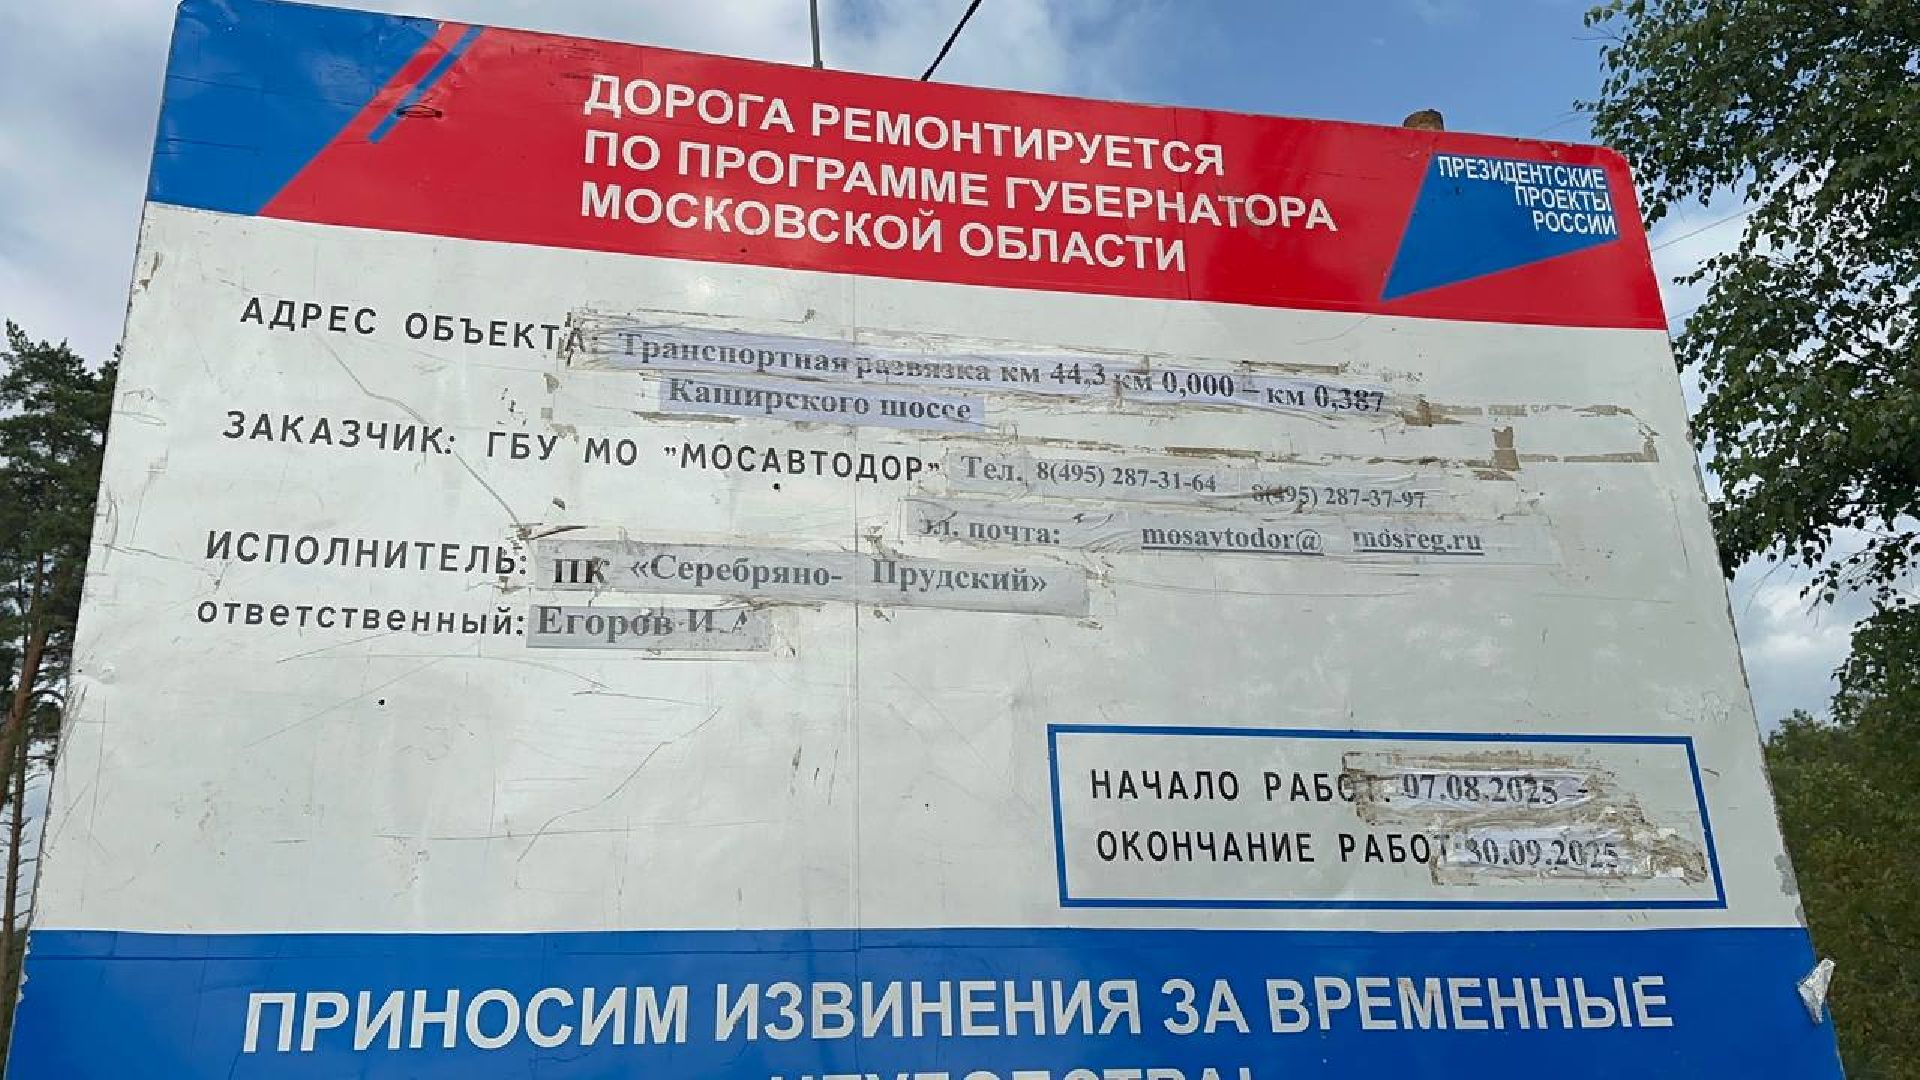 ДОРОГА РЕМОНТИРУЕТСЯ
ПО ПРОГРАММЕ ГУБЕРНАТОРА
МОСКОВСКОЙ ОБЛАСТИ
ПРЕЗИДЕНТСКИЕ
ПРОЕКТЫ
РОССИИ
АДРЕС ОБЪЕКТА: Транспортная развязка км 44,3 км 0,000 – км 0,387
Каширского шоссе
ЗАКАЗЧИК: ГБУ МО "МОСАВТОДОР" Тел. 8(495) 287-31-64 8(495) 287-37-97
эл. почта: mosavtodor@ mosreg.ru
ИСПОЛНИТЕЛЬ: ПК «Серебряно- Прудский»
ответственный: Егоров И.А
НАЧАЛО РАБОТ: 07.08.2025 -
ОКОНЧАНИЕ РАБОТ: 30.09.2025
ПРИНОСИМ ИЗВИНЕНИЯ ЗА ВРЕМЕННЫЕ
НЕУДОБСТВА!